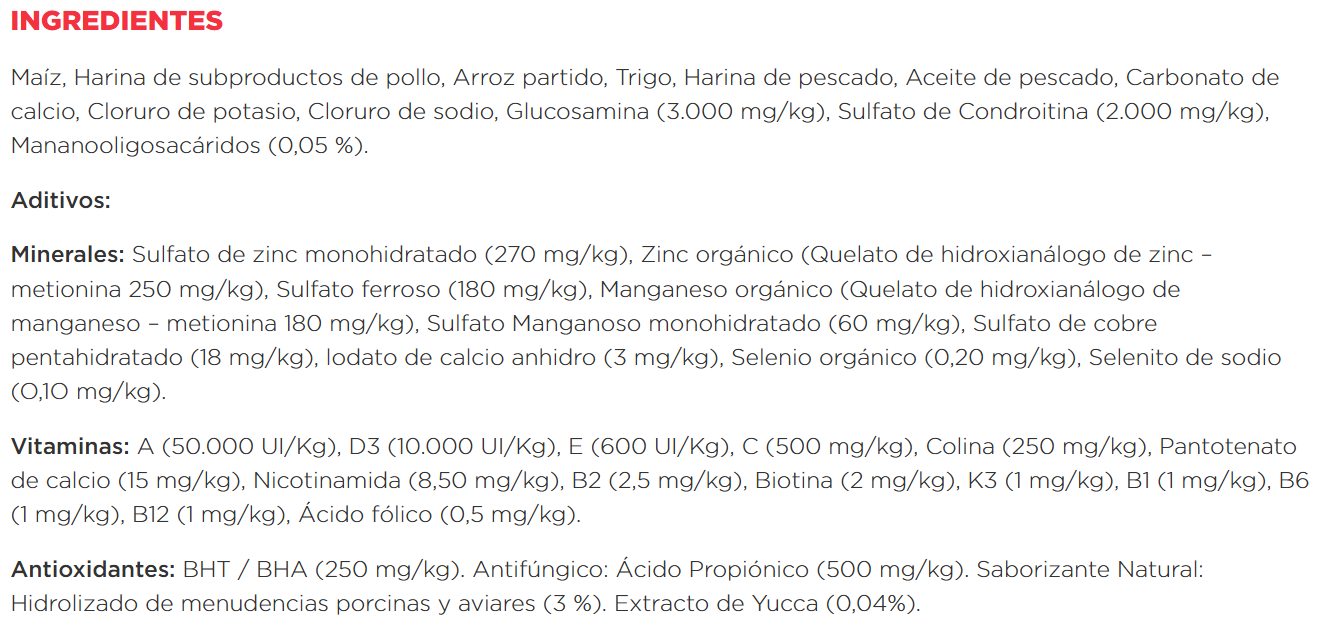 INGREDIENTES
Maíz, Harina de subproductos de pollo, Arroz partido, Trigo, Harina de pescado, Aceite de pescado, Carbonato de
calcio, Cloruro de potasio, Cloruro de sodio, Glucosamina (3.000 mg/kg), Sulfato de Condroitina (2.000 mg/kg),
Mananooligosacáridos (0,05 %).
Aditivos:
Minerales: Sulfato de zinc monohidratado (270 mg/kg), Zinc orgánico (Quelato de hidroxianálogo de zinc –
metionina 250 mg/kg), Sulfato ferroso (180 mg/kg), Manganeso orgánico (Quelato de hidroxianálogo de
manganeso – metionina 180 mg/kg), Sulfato Manganoso monohidratado (60 mg/kg), Sulfato de cobre
pentahidratado (18 mg/kg), lodato de calcio anhidro (3 mg/kg), Selenio orgánico (0,20 mg/kg), Selenito de sodio
(O,1O mg/kg).
Vitaminas: A (50.000 UI/Kg), D3 (10.000 UI/Kg), E (600 UI/Kg), C (500 mg/kg), Colina (250 mg/kg), Pantotenato
de calcio (15 mg/kg), Nicotinamida (8,50 mg/kg), B2 (2,5 mg/kg), Biotina (2 mg/kg), K3 (1 mg/kg), B1 (1 mg/kg), B6
(1 mg/kg), B12 (1 mg/kg), Ácido fólico (0,5 mg/kg).
Antioxidantes: BHT / BHA (250 mg/kg). Antifúngico: Ácido Propiónico (500 mg/kg). Saborizante Natural:
Hidrolizado de menudencias porcinas y aviares (3 %). Extracto de Yucca (0,04%).